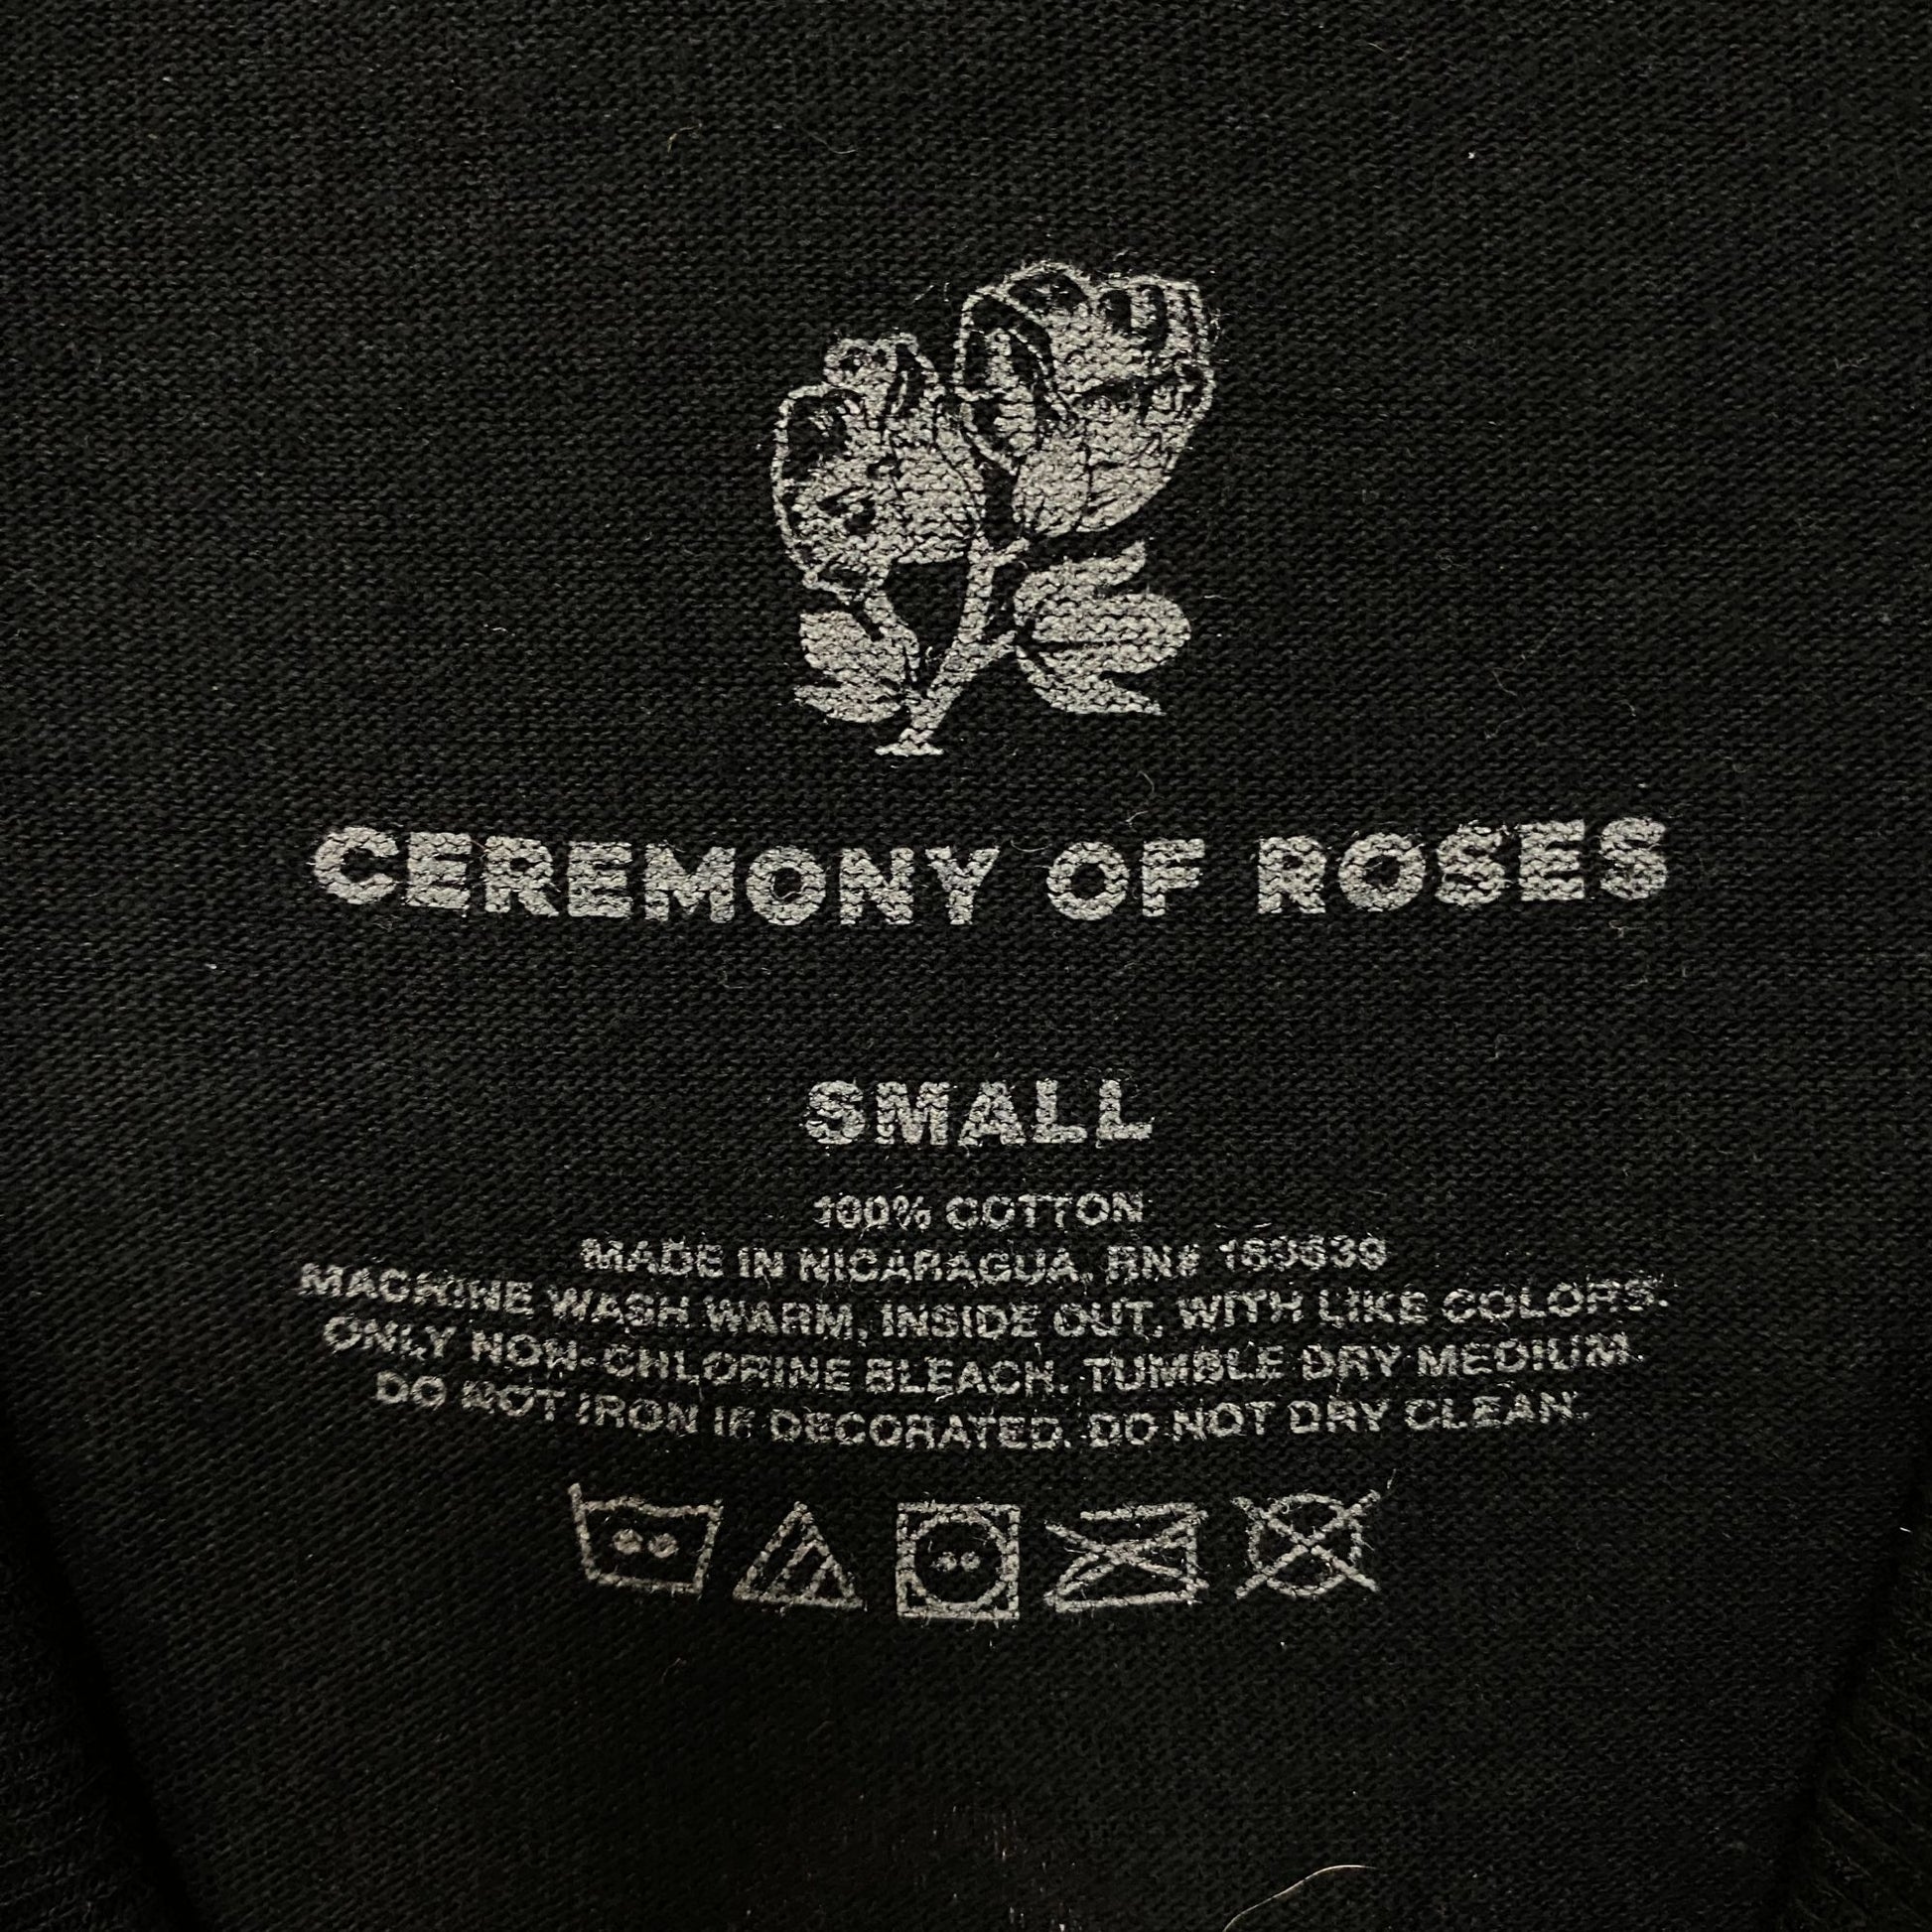 CEREMONY OF ROSES
SMALL
100% COTTON
MADE IN NICARAGUA. RN#
MACHINE WASH WARM, INSIDE OUT, WITH LIKE COLORS.
ONLY NON-CHLORINE BLEACH. TUMBLE DRY MEDIUM.
DO NOT IRON IF DECORATED. DO NOT DRY CLEAN.